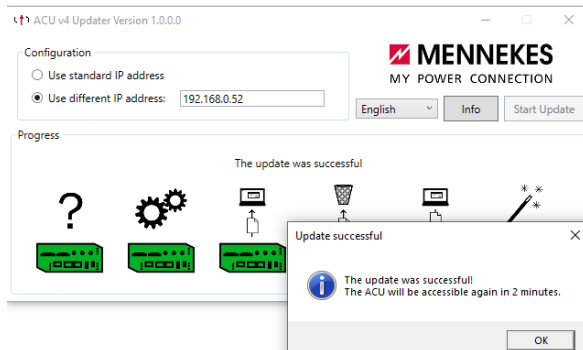 ACU v4 Updater Version 1.0.0.0
Configuration
Use standard IP address
Use different IP address: 192.168.0.52
MENNEKES
MY POWER CONNECTION
English Info Start Update
Progress
The update was successful
?
Update successful
The update was successful!
The ACU will be accessible again in 2 minutes.
OK